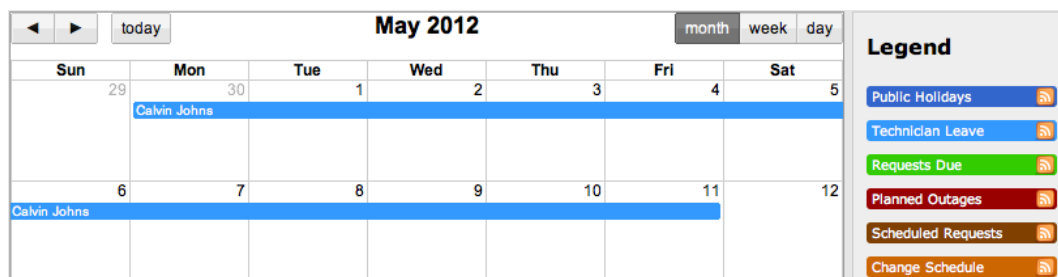 ◄ ► today May 2012 month week day
Sun Mon Tue Wed Thu Fri Sat
29 30 1 2 3 4 5
Calvin Johns
6 7 8 9 10 11 12
Calvin Johns
Legend
Public Holidays
Technician Leave
Requests Due
Planned Outages
Scheduled Requests
Change Schedule